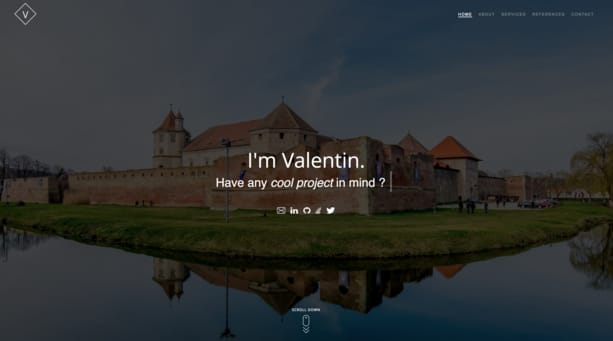 V
HOME ABOUT SERVICES REFERENCES CONTACT
I'm Valentin.
Have any cool project in mind ?
SCROLL DOWN